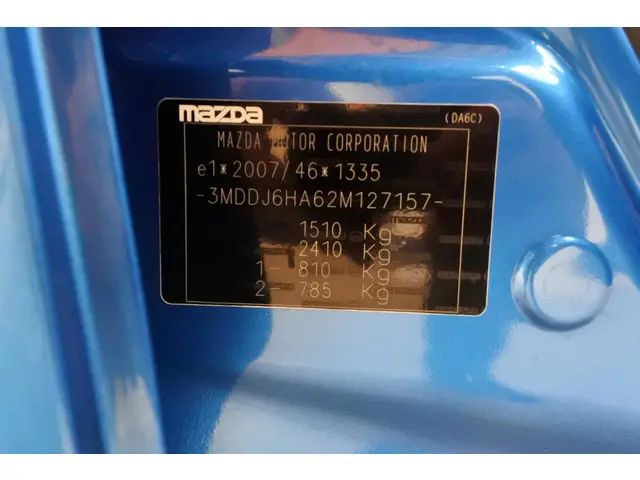 mazda
(DA6C)
MAZDA MOTOR CORPORATION
e1*2007/46*1335
-3MDDJ6HA62M127157-
1510 Kg
2410 Kg
1- 810 Kg
2- 785 Kg